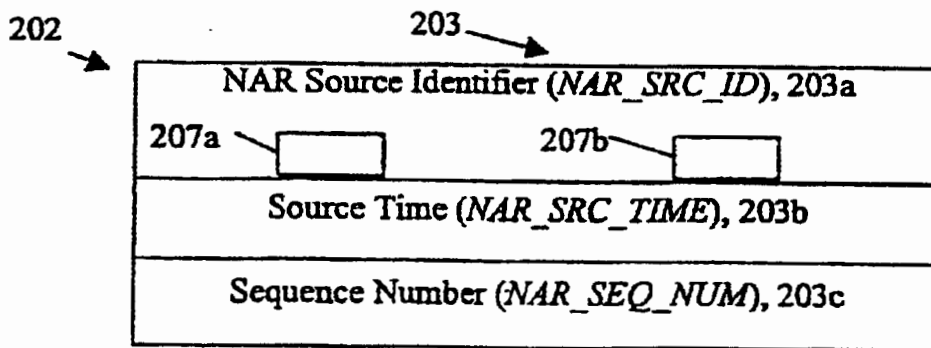 202
203
NAR Source Identifier (NAR_SRC_ID), 203a
207a
207b
Source Time (NAR_SRC_TIME), 203b
Sequence Number (NAR_SEQ_NUM), 203c